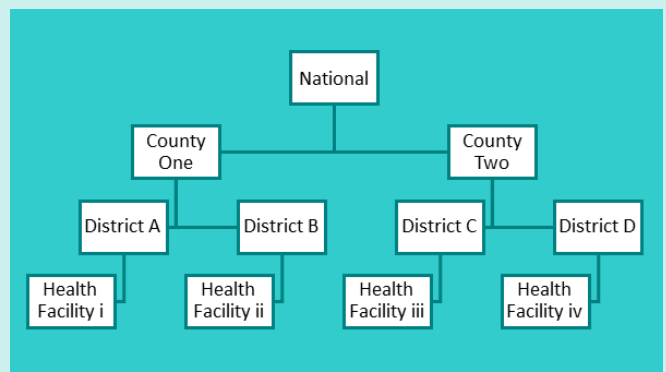 National
County
One
County
Two
District A
District B
District C
District D
Health
Facility i
Health
Facility ii
Health
Facility iii
Health
Facility iv